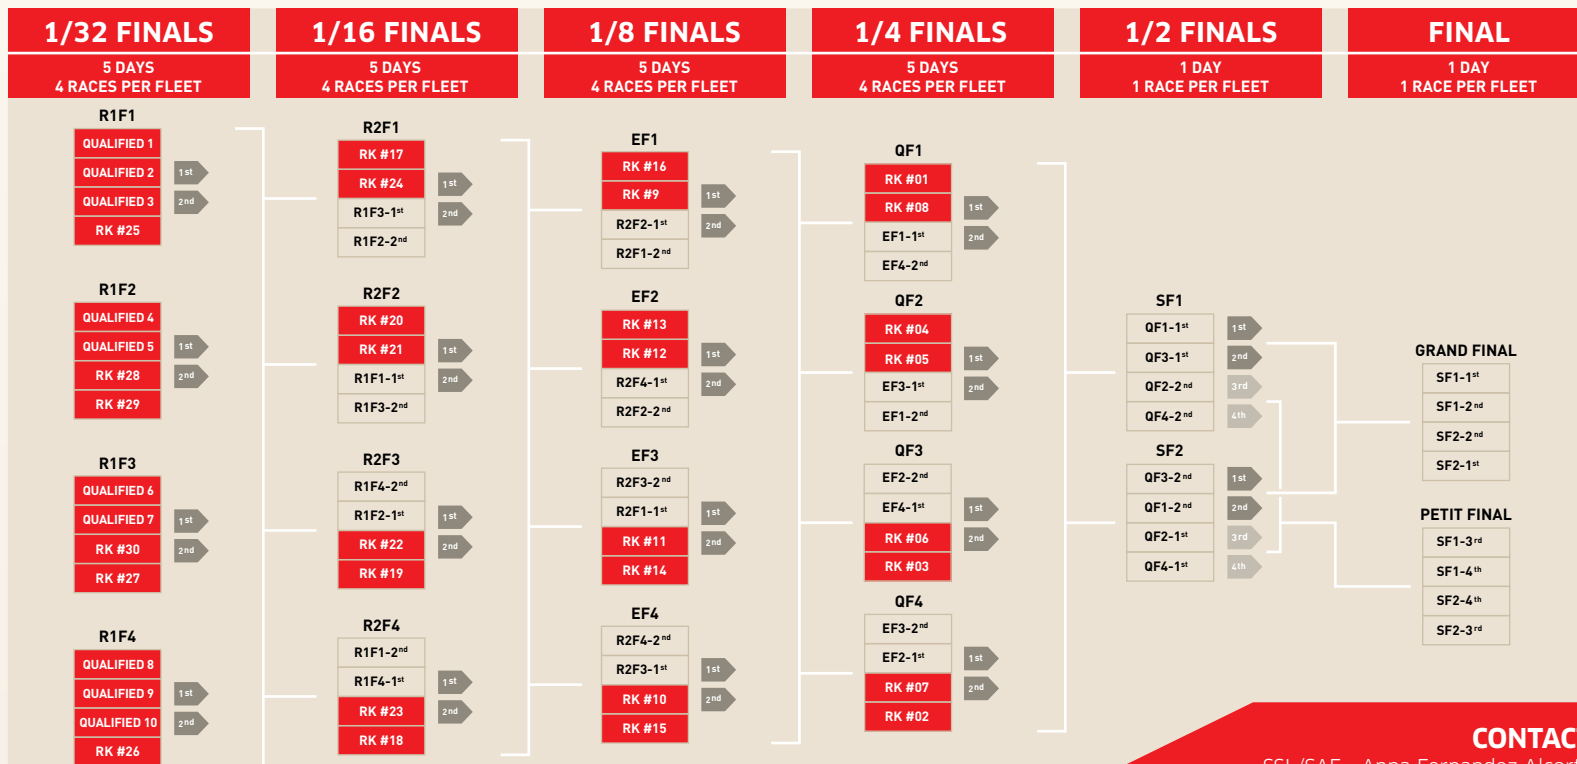 1/32 FINALS
5 DAYS
4 RACES PER FLEET
R1F1
QUALIFIED 1
QUALIFIED 2
QUALIFIED 3
RK #25
1st
2nd
R1F2
QUALIFIED 4
QUALIFIED 5
RK #28
RK #29
1st
2nd
R1F3
QUALIFIED 6
QUALIFIED 7
RK #30
RK #27
1st
2nd
R1F4
QUALIFIED 8
QUALIFIED 9
QUALIFIED 10
RK #26
1st
2nd
1/16 FINALS
5 DAYS
4 RACES PER FLEET
R2F1
RK #17
RK #24
R1F3-1st
R1F2-2nd
1st
2nd
R2F2
RK #20
RK #21
R1F1-1st
R1F3-2nd
1st
2nd
R2F3
R1F4-2nd
R1F2-1st
RK #22
RK #19
1st
2nd
R2F4
R1F1-2nd
R1F4-1st
RK #23
RK #18
1st
2nd
1/8 FINALS
5 DAYS
4 RACES PER FLEET
EF1
RK #16
RK #9
R2F2-1st
R2F1-2nd
1st
2nd
EF2
RK #13
RK #12
R2F4-1st
R2F2-2nd
1st
2nd
EF3
R2F3-2nd
R2F1-1st
RK #11
RK #14
1st
2nd
EF4
R2F4-2nd
R2F3-1st
RK #10
RK #15
1st
2nd
1/4 FINALS
5 DAYS
4 RACES PER FLEET
QF1
RK #01
RK #08
EF1-1st
EF4-2nd
1st
2nd
QF2
RK #04
RK #05
EF3-1st
EF1-2nd
1st
2nd
QF3
EF2-2nd
EF4-1st
RK #06
RK #03
1st
2nd
QF4
EF3-2nd
EF2-1st
RK #07
RK #02
1st
2nd
1/2 FINALS
1 DAY
1 RACE PER FLEET
SF1
QF1-1st
QF3-1st
QF2-2nd
QF4-2nd
1st
2nd
3rd
4th
SF2
QF3-2nd
QF1-2nd
QF2-1st
QF4-1st
1st
2nd
3rd
4th
FINAL
1 DAY
1 RACE PER FLEET
GRAND FINAL
SF1-1st
SF1-2nd
SF2-2nd
SF2-1st
PETIT FINAL
SF1-3rd
SF1-4th
SF2-4th
SF2-3rd
CONTAC